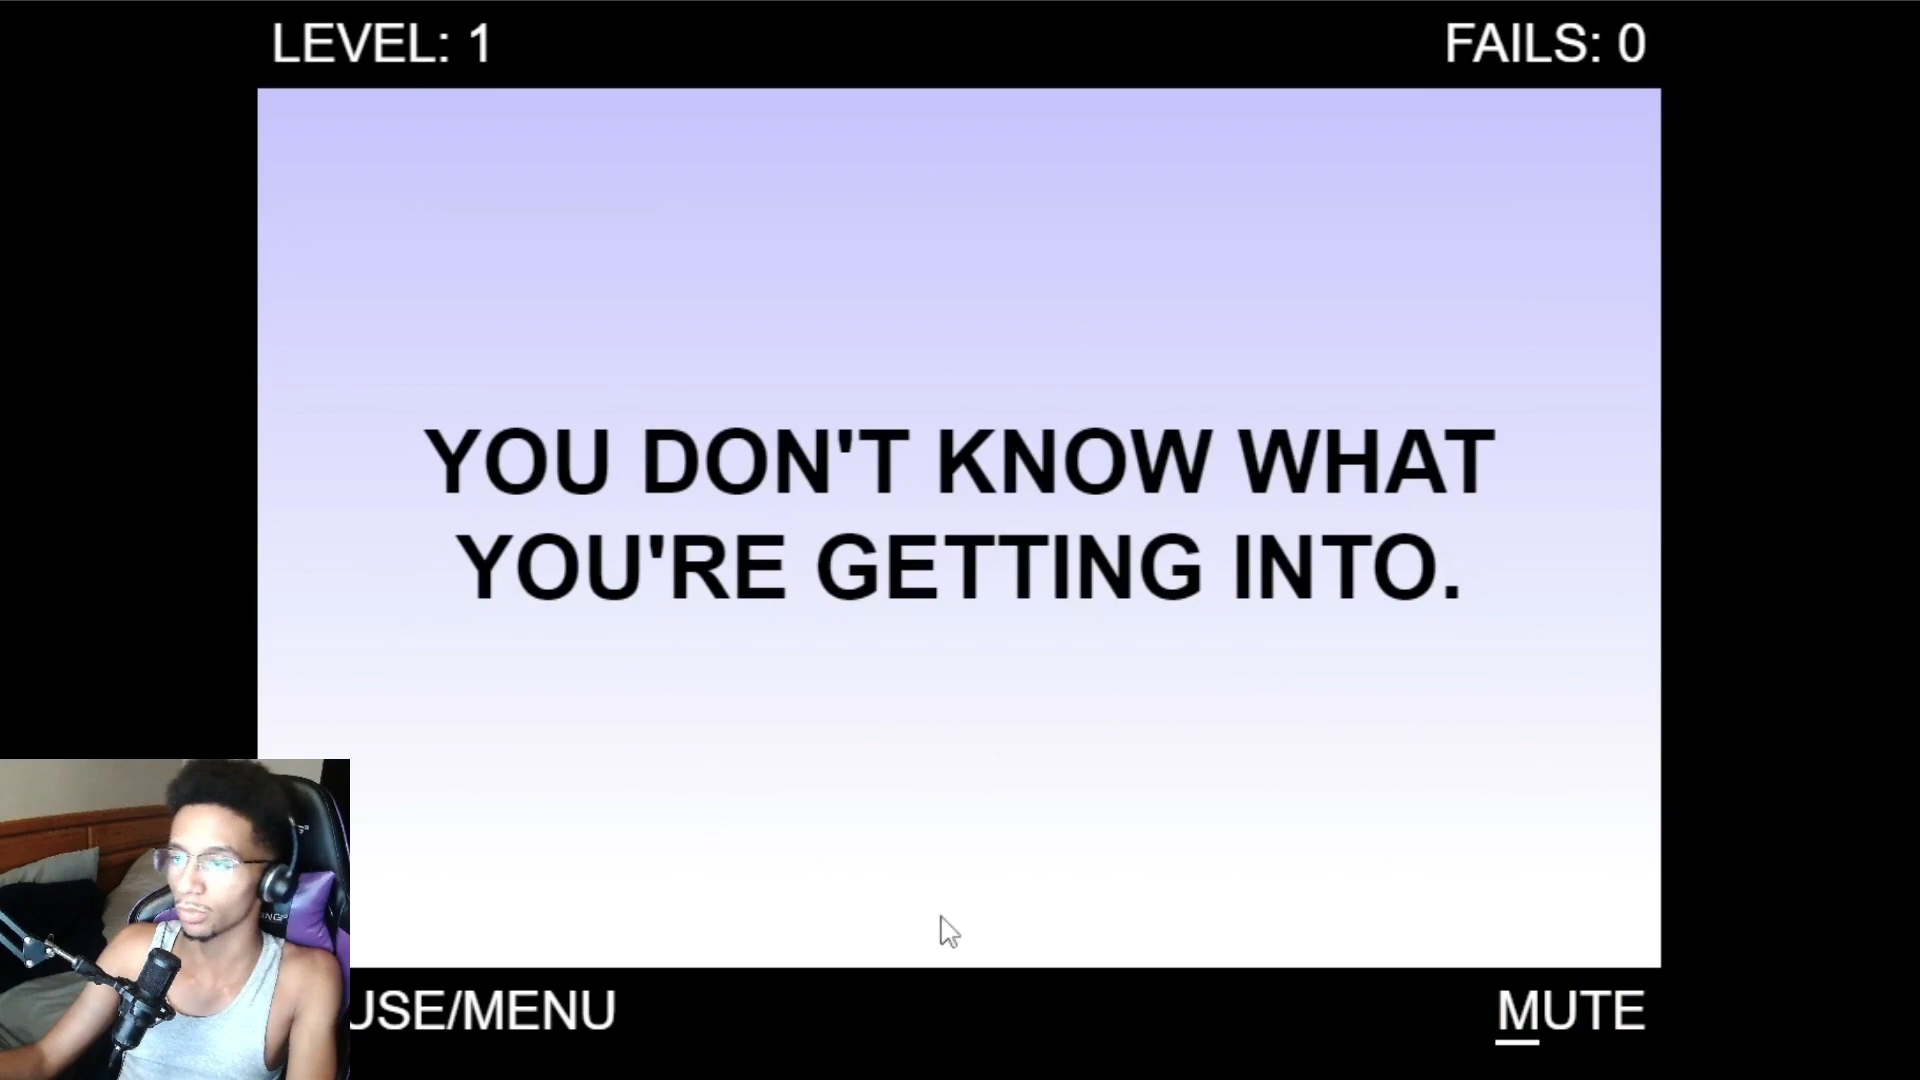 LEVEL: 1
FAILS: 0
YOU DON'T KNOW WHAT
YOU'RE GETTING INTO.
USE/MENU
MUTE